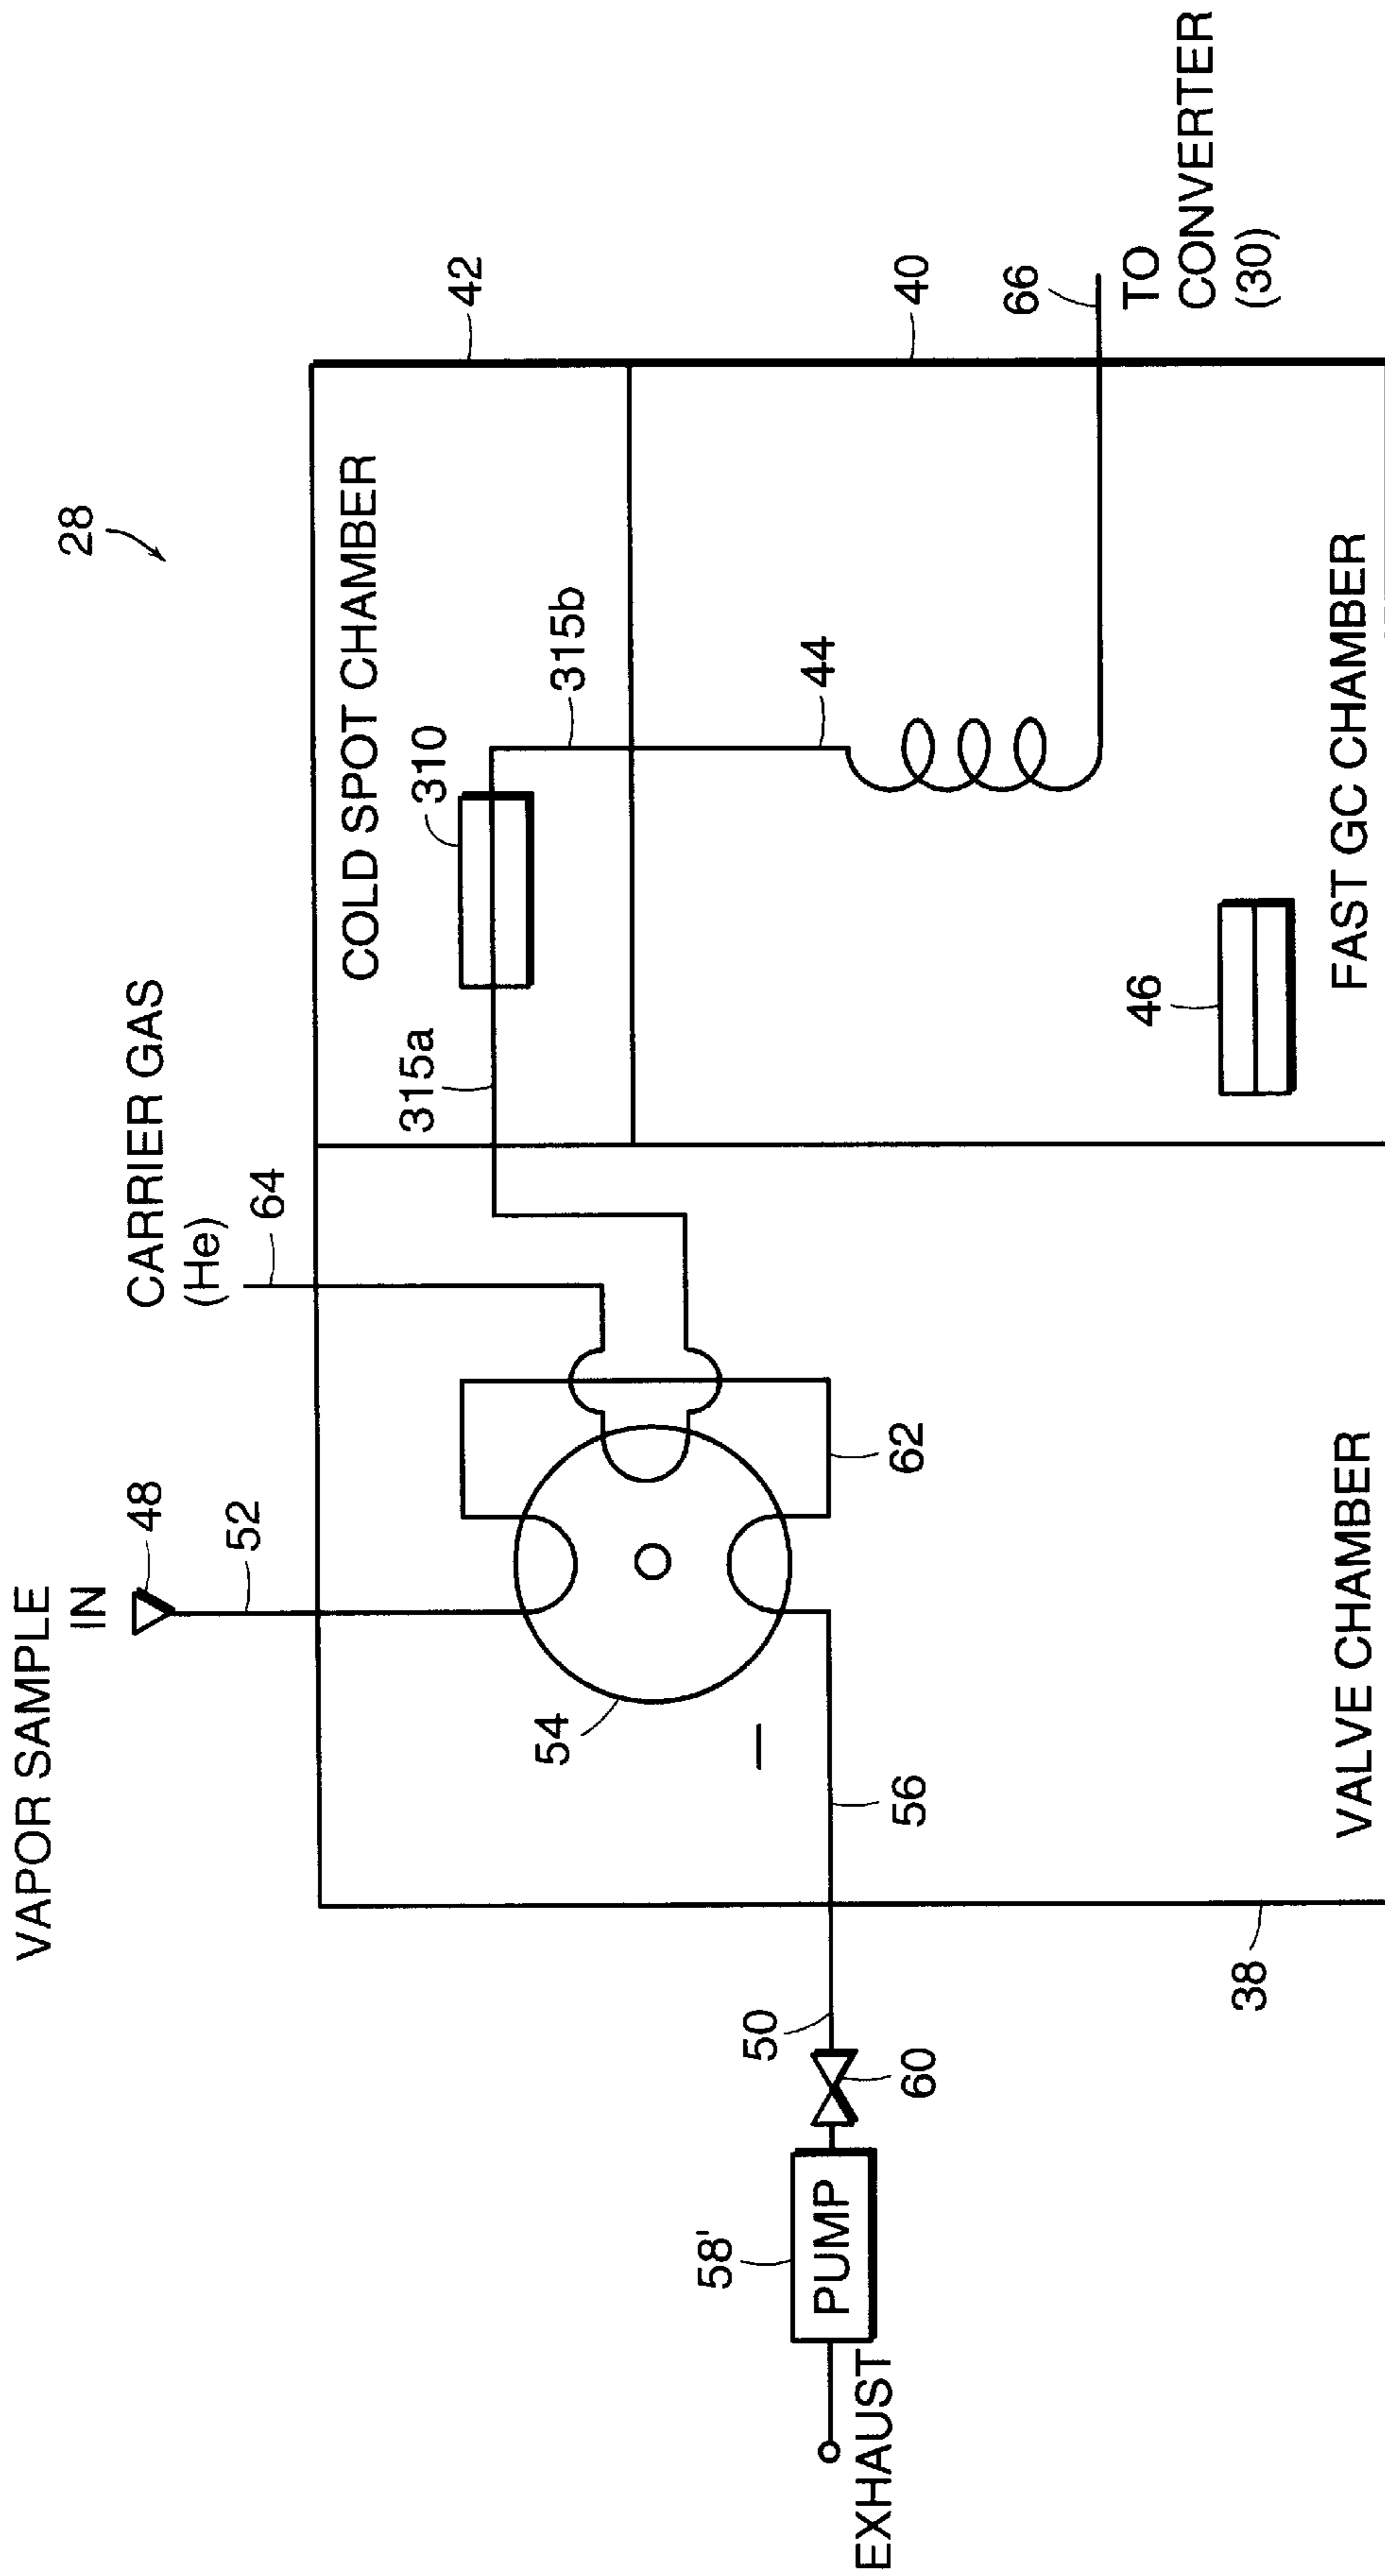 28
VAPOR SAMPLE
IN
48
52
CARRIER GAS
(He)
64
42
COLD SPOT CHAMBER
310
315a
315b
54
62
44
40
66
TO
CONVERTER
(30)
58'
PUMP
EXHAUST
50
60
56
46
38
VALVE CHAMBER
FAST GC CHAMBER